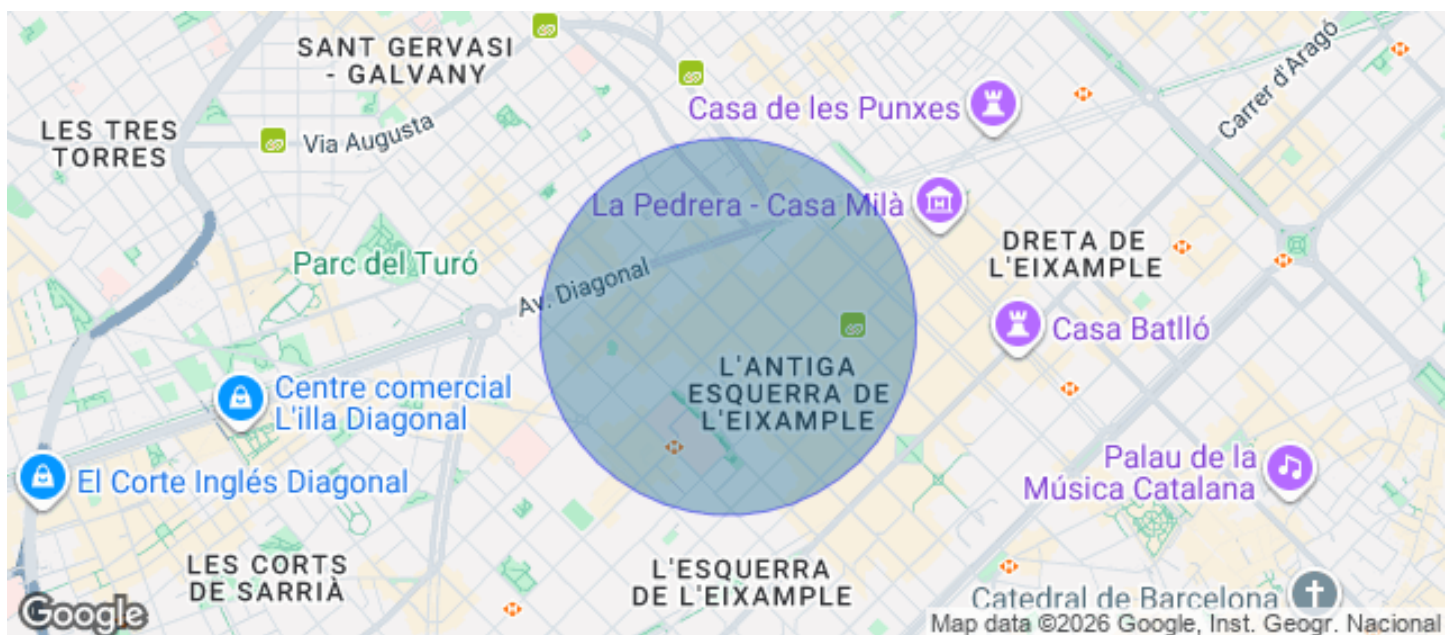 SANT GERVASI
- GALVANY
Carrer d'Aragó
Casa de les Punxes
LES TRES
TORRES
Via Augusta
La Pedrera - Casa Milà
DRETA DE
L'EIXAMPLE
Parc del Turó
Av. Diagonal
Casa Batlló
L'ANTIGA
ESQUERRA DE
L'EIXAMPLE
Centre comercial
L'illa Diagonal
El Corte Inglés Diagonal
Palau de la
Música Catalana
LES CORTS
DE SARRIÀ
L'ESQUERRA
DE L'EIXAMPLE
Catedral de Barcelona
Google
Map data ©2026 Google, Inst. Geogr. Nacional